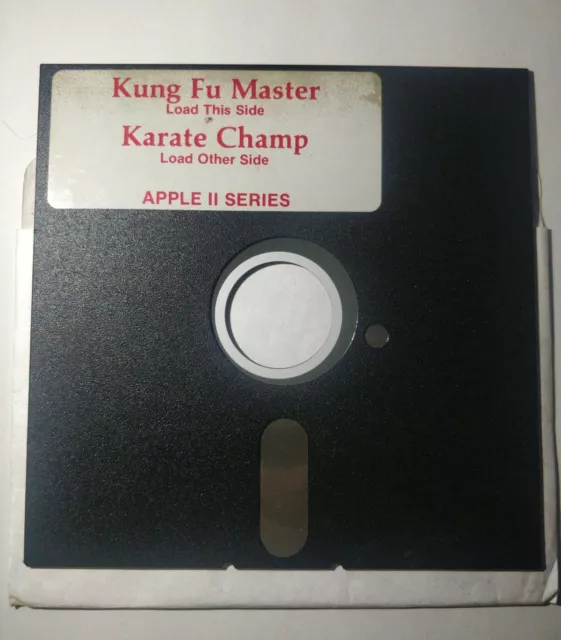 Kung Fu Master
Load This Side
Karate Champ
Load Other Side
APPLE II SERIES